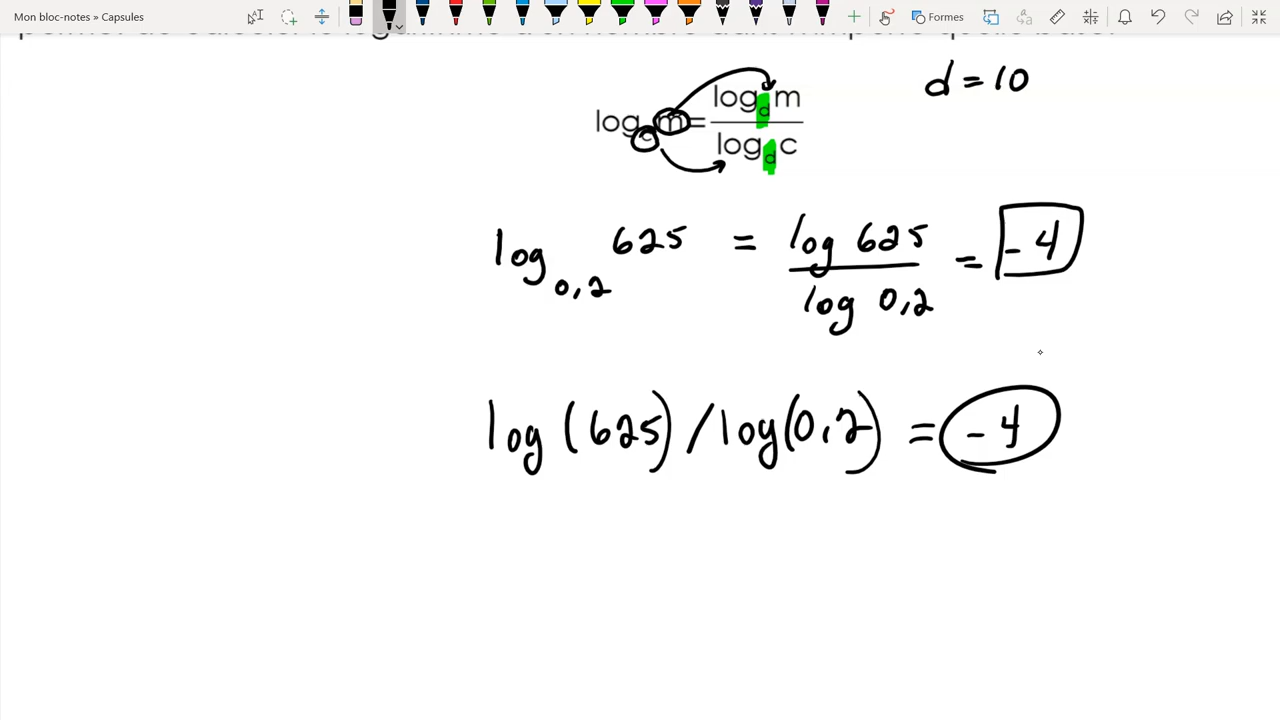 Mon bloc-notes » Capsules
Formes
log_c m = log_d m / log_d c
d = 10
log_0,2 625 = log 625 / log 0,2 = - 4
log (625) / log (0,2) = - 4